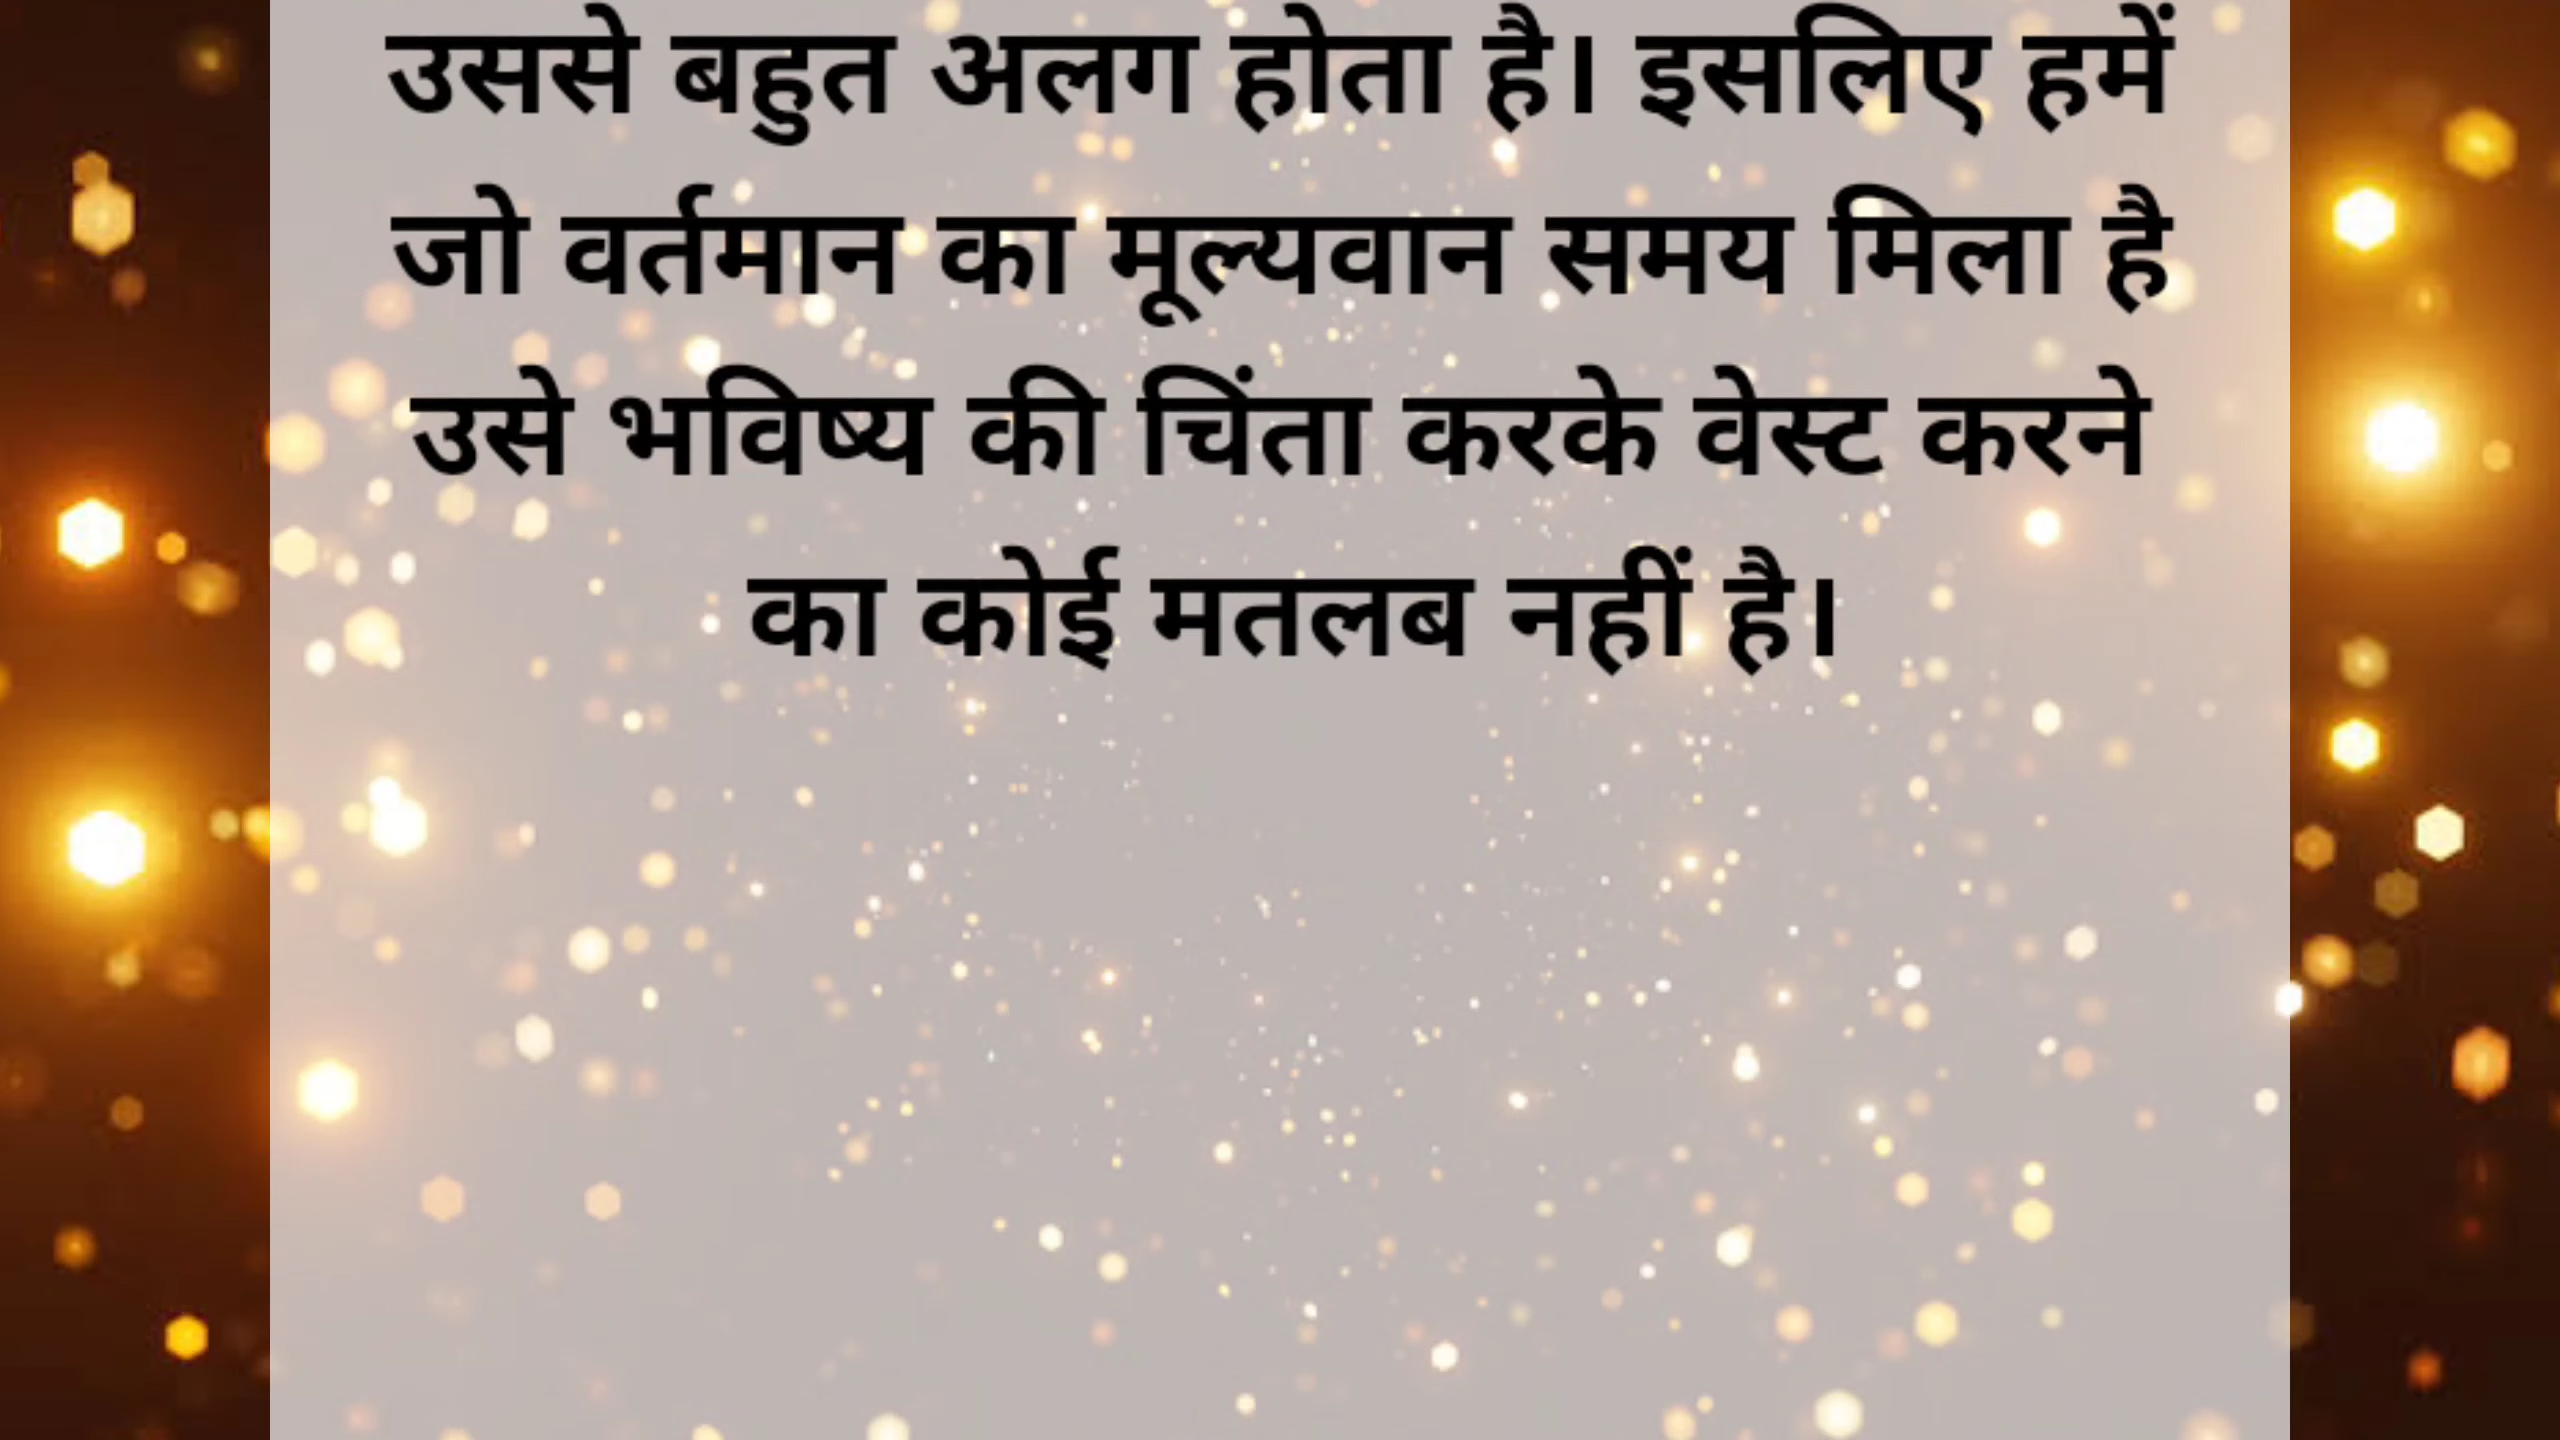 उससे बहुत अलग होता है। इसलिए हमें
जो वर्तमान का मूल्यवान समय मिला है
उसे भविष्य की चिंता करके वेस्ट करने
का कोई मतलब नहीं है।